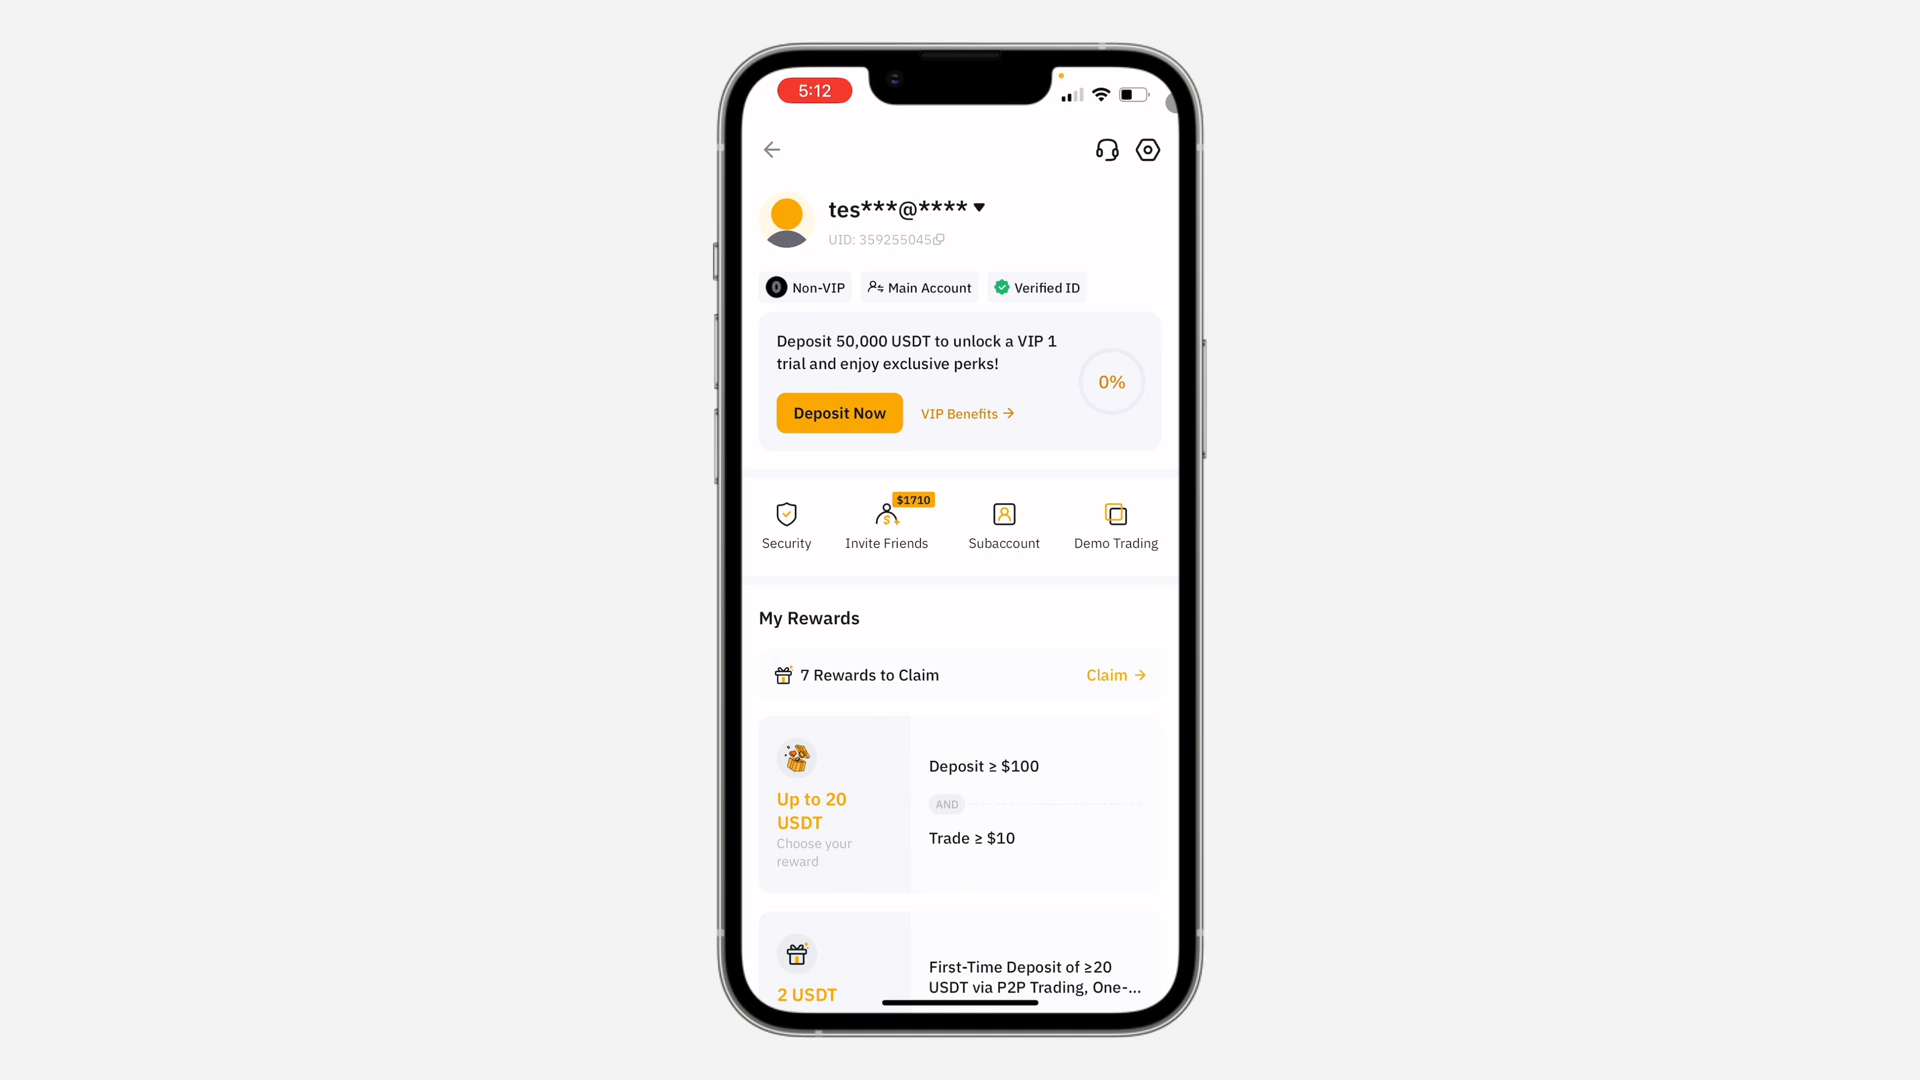 5:12
tes***@****
UID: 359255045
0 Non-VIP
Main Account
Verified ID
Deposit 50,000 USDT to unlock a VIP 1
trial and enjoy exclusive perks!
0%
Deposit Now
VIP Benefits
$1710
Security
Invite Friends
Subaccount
Demo Trading
My Rewards
7 Rewards to Claim
Claim
Up to 20
USDT
Choose your
reward
Deposit ≥ $100
AND
Trade ≥ $10
2 USDT
First-Time Deposit of ≥20
USDT via P2P Trading, One-...